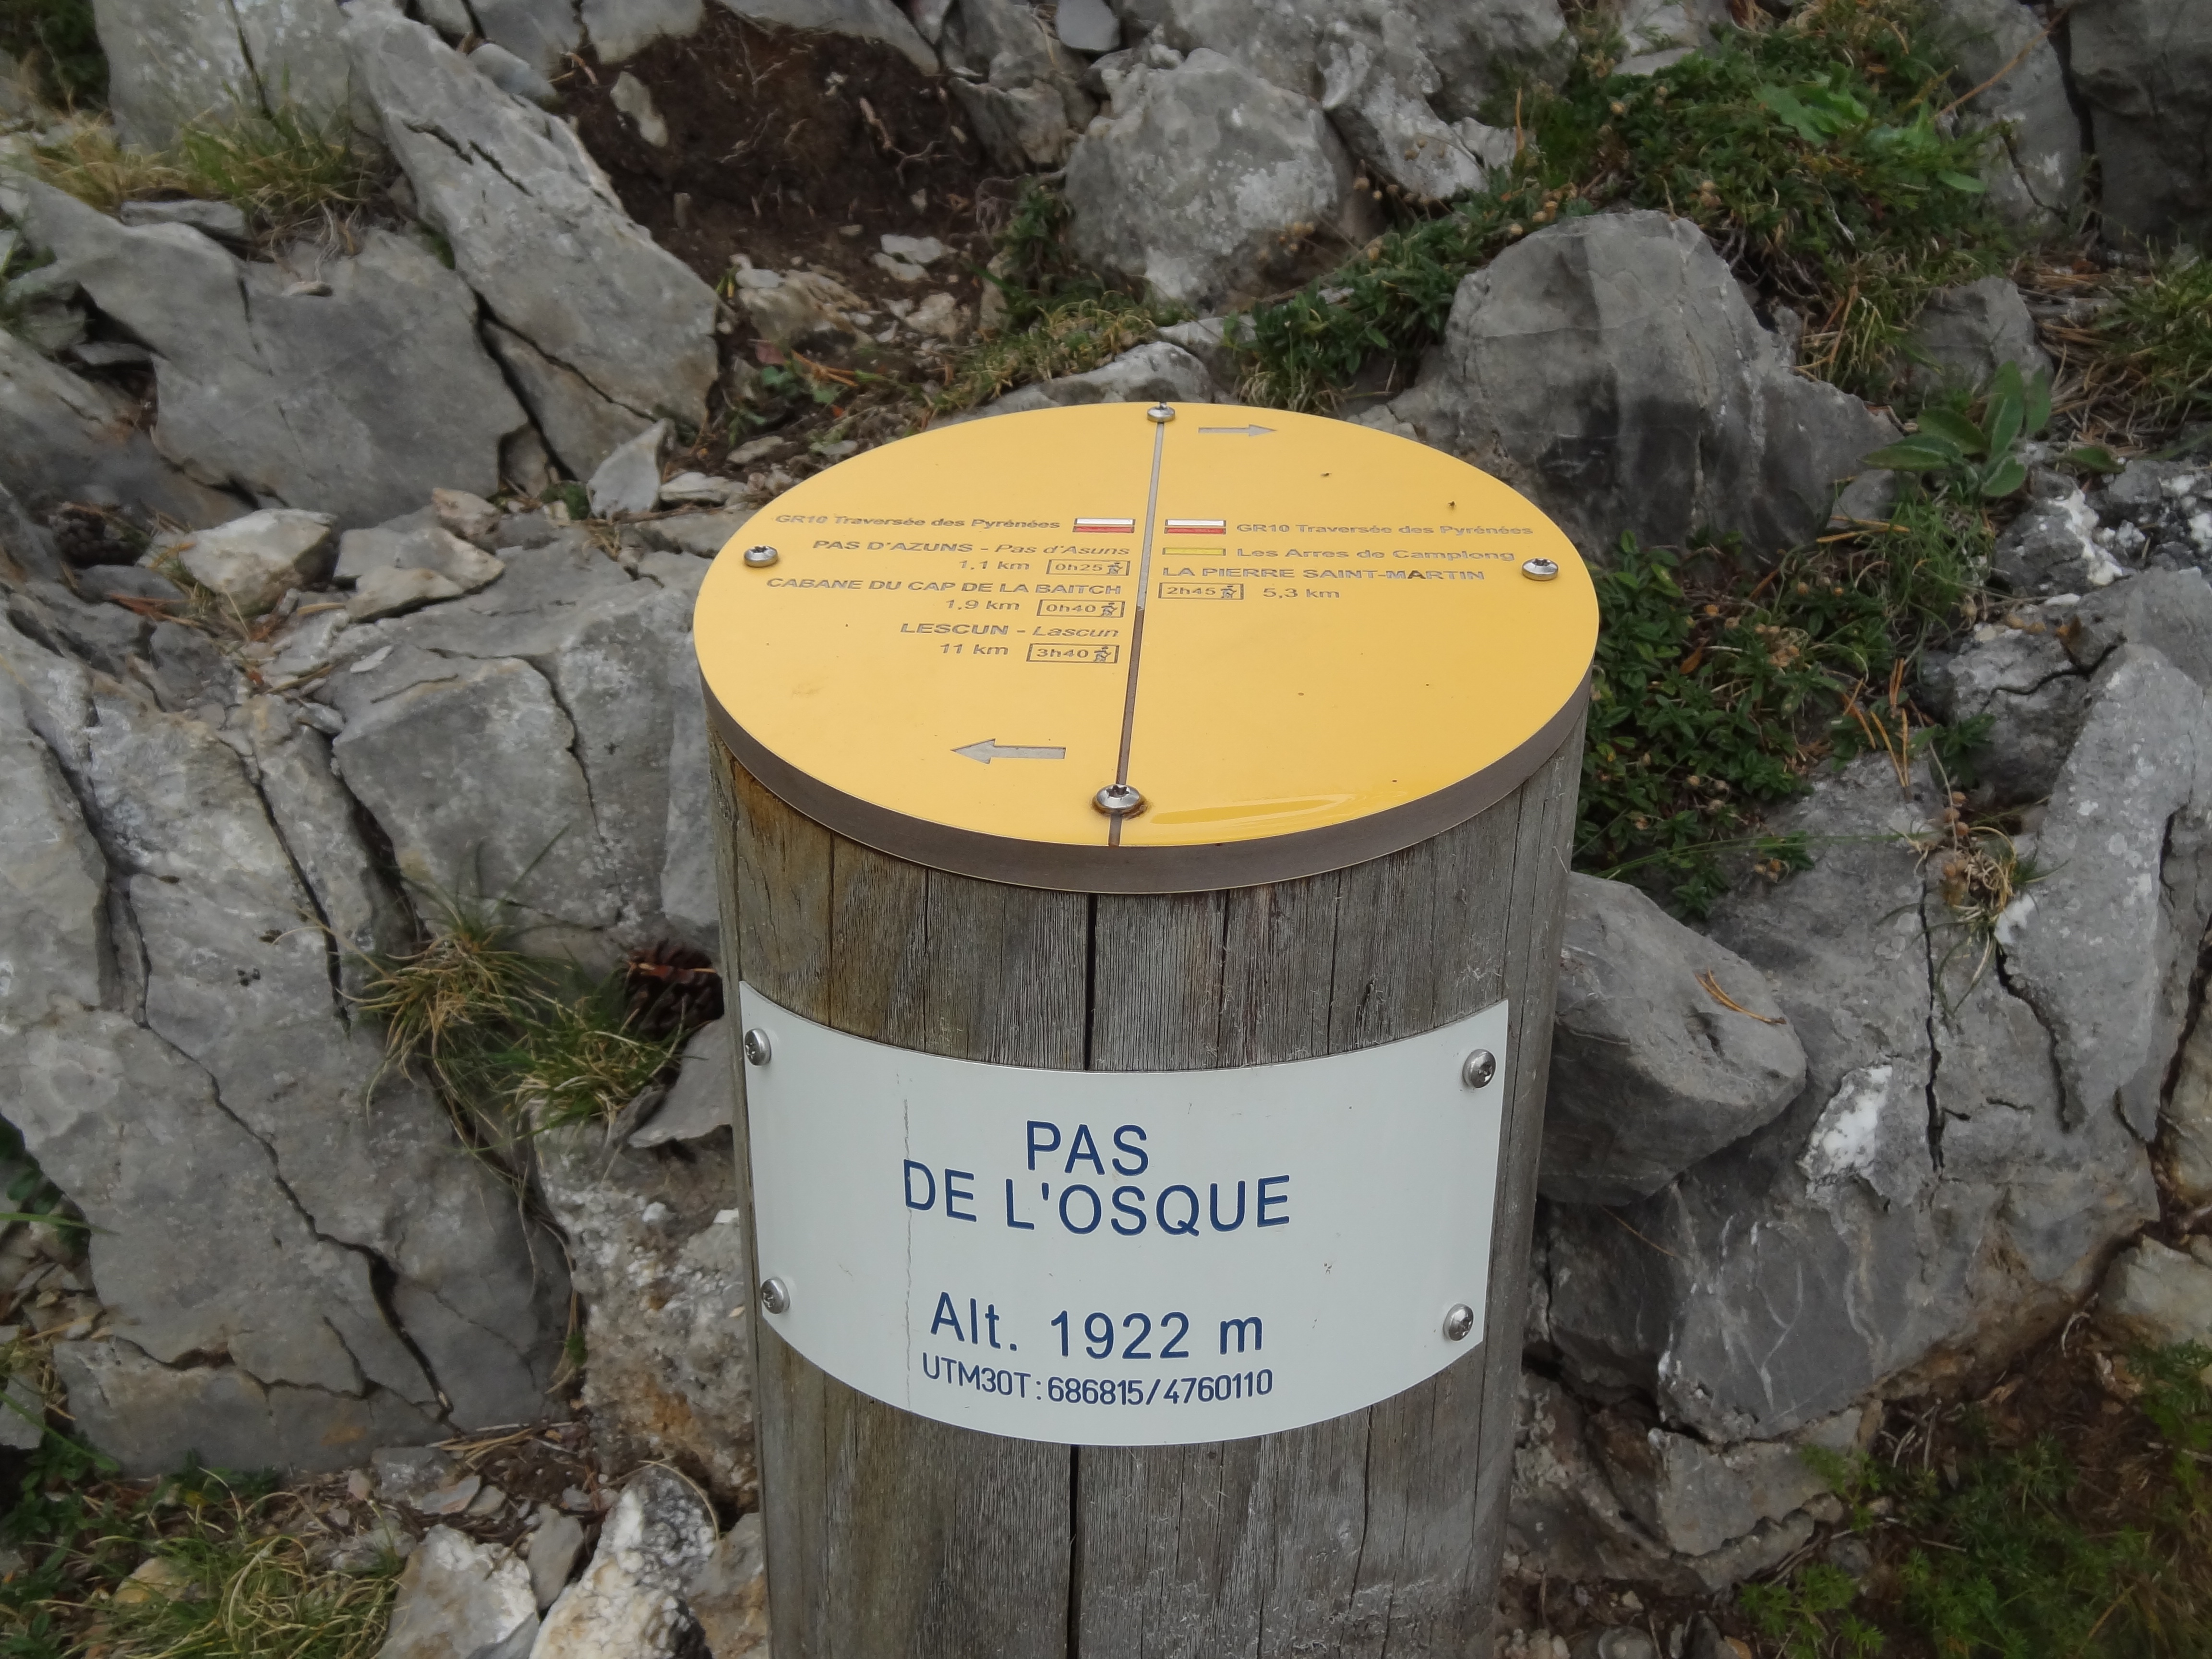 GR10 Traversée des Pyrénées
PAS D'AZUNS - Pas d'Asuns
1.1 km 0h25
CABANE DU CAP DE LA BAITCH
1,9 km 0h40
LESCUN - Lascun
11 km 3h40
GR10 Traversée des Pyrénées
Les Arres de Camplong
LA PIERRE SAINT-MARTIN
2h45 5,3 km
PAS
DE L'OSQUE
Alt. 1922 m
UTM30T:686815/4760110